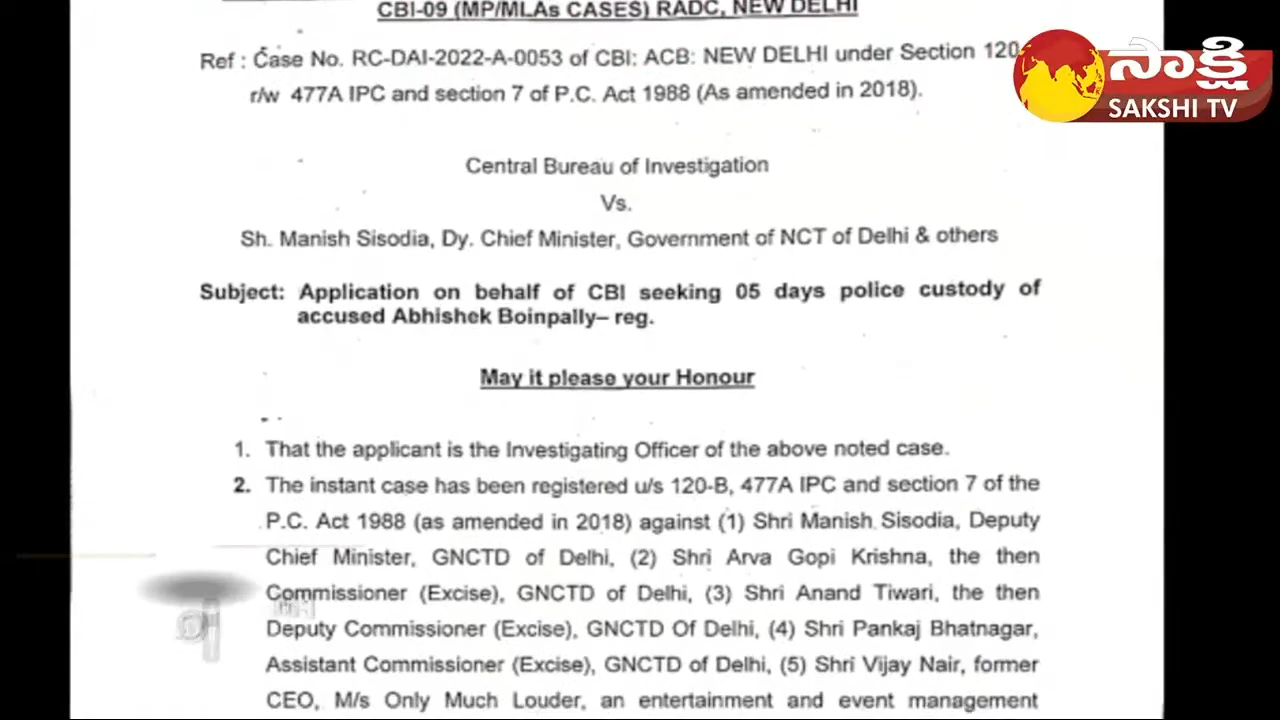 CBI-09 (MP/MLAs CASES) RADC, NEW DELHI
Ref : Case No. RC-DAI-2022-A-0053 of CBI: ACB: NEW DELHI under Section 120
r/w 477A IPC and section 7 of P.C. Act 1988 (As amended in 2018).
సాక్షి
SAKSHI TV
Central Bureau of Investigation
Vs.
Sh. Manish Sisodia, Dy. Chief Minister, Government of NCT of Delhi & others
Subject: Application on behalf of CBI seeking 05 days police custody of
accused Abhishek Boinpally– reg.
May it please your Honour
1. That the applicant is the Investigating Officer of the above noted case.
2. The instant case has been registered u/s 120-B, 477A IPC and section 7 of the
P.C. Act 1988 (as amended in 2018) against (1) Shri Manish Sisodia, Deputy
Chief Minister, GNCTD of Delhi, (2) Shri Arva Gopi Krishna, the then
Commissioner (Excise), GNCTD of Delhi, (3) Shri Anand Tiwari, the then
Deputy Commissioner (Excise), GNCTD Of Delhi, (4) Shri Pankaj Bhatnagar,
Assistant Commissioner (Excise), GNCTD of Delhi, (5) Shri Vijay Nair, former
CEO, M/s Only Much Louder, an entertainment and event management